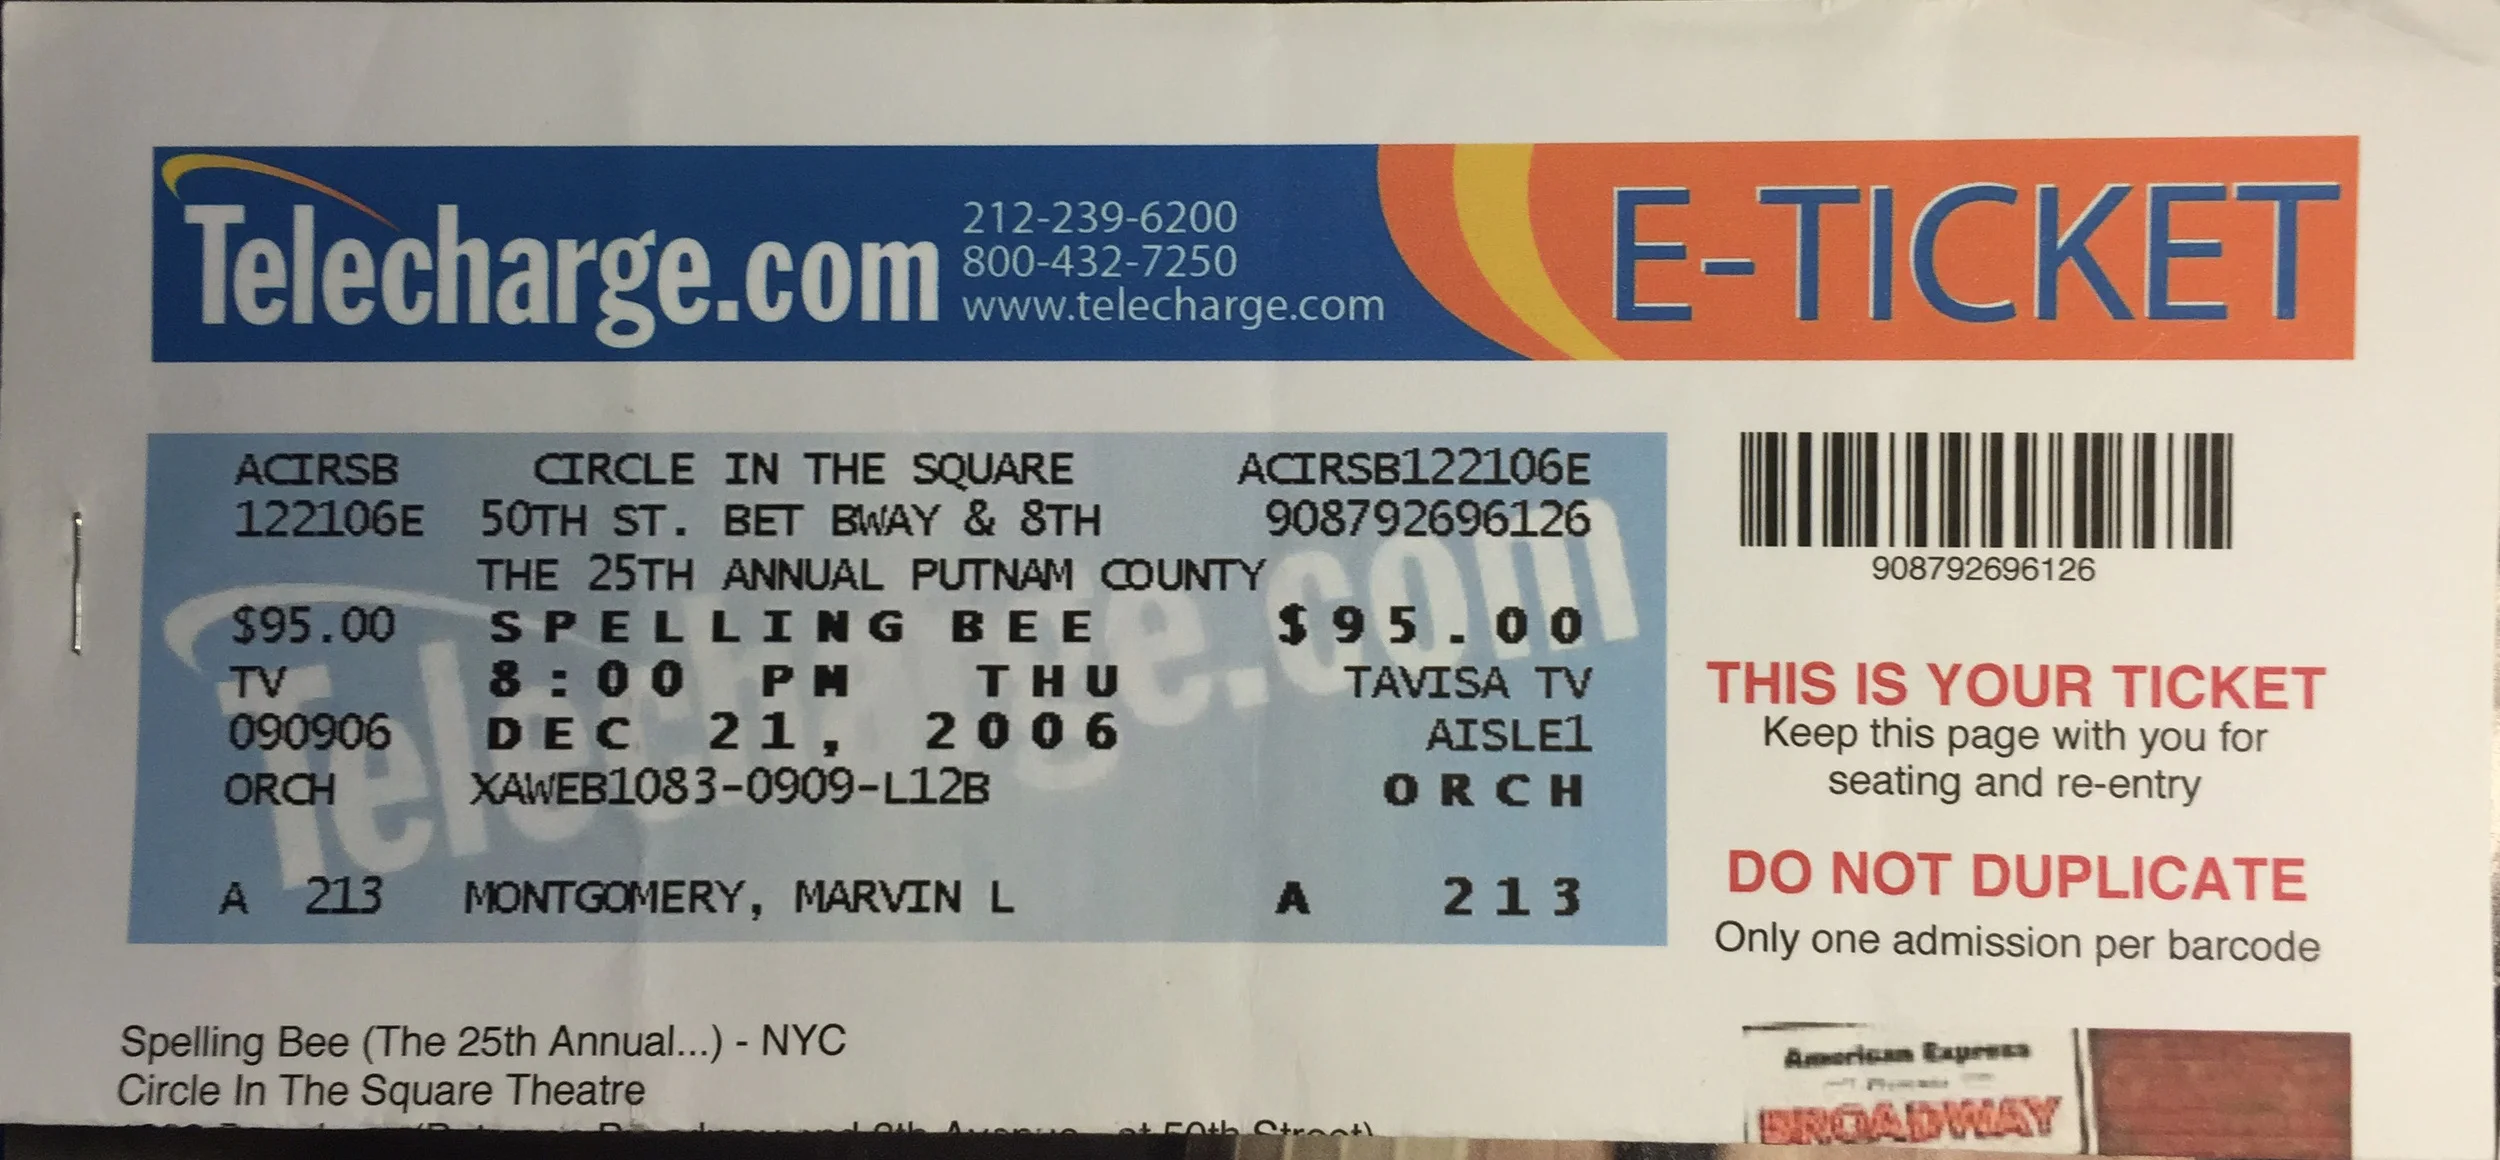 Telecharge.com
212-239-6200
800-432-7250
www.telecharge.com
E-TICKET
ACIRSB CIRCLE IN THE SQUARE ACIRSB122106E
122106E 50TH ST. BET BWAY & 8TH 908792696126
THE 25TH ANNUAL PUTNAM COUNTY
$95.00 SPELLING BEE $95.00
TV 8:00 PM THU TAVISA TV
090906 DEC 21, 2006 AISLE1
ORCH XAWEB1083-0909-L12B ORCH
A 213 MONTGOMERY, MARVIN L A 213
Telecharge.com
908792696126
THIS IS YOUR TICKET
Keep this page with you for
seating and re-entry
DO NOT DUPLICATE
Only one admission per barcode
Spelling Bee (The 25th Annual...) - NYC
Circle In The Square Theatre
American Express
BROADWAY